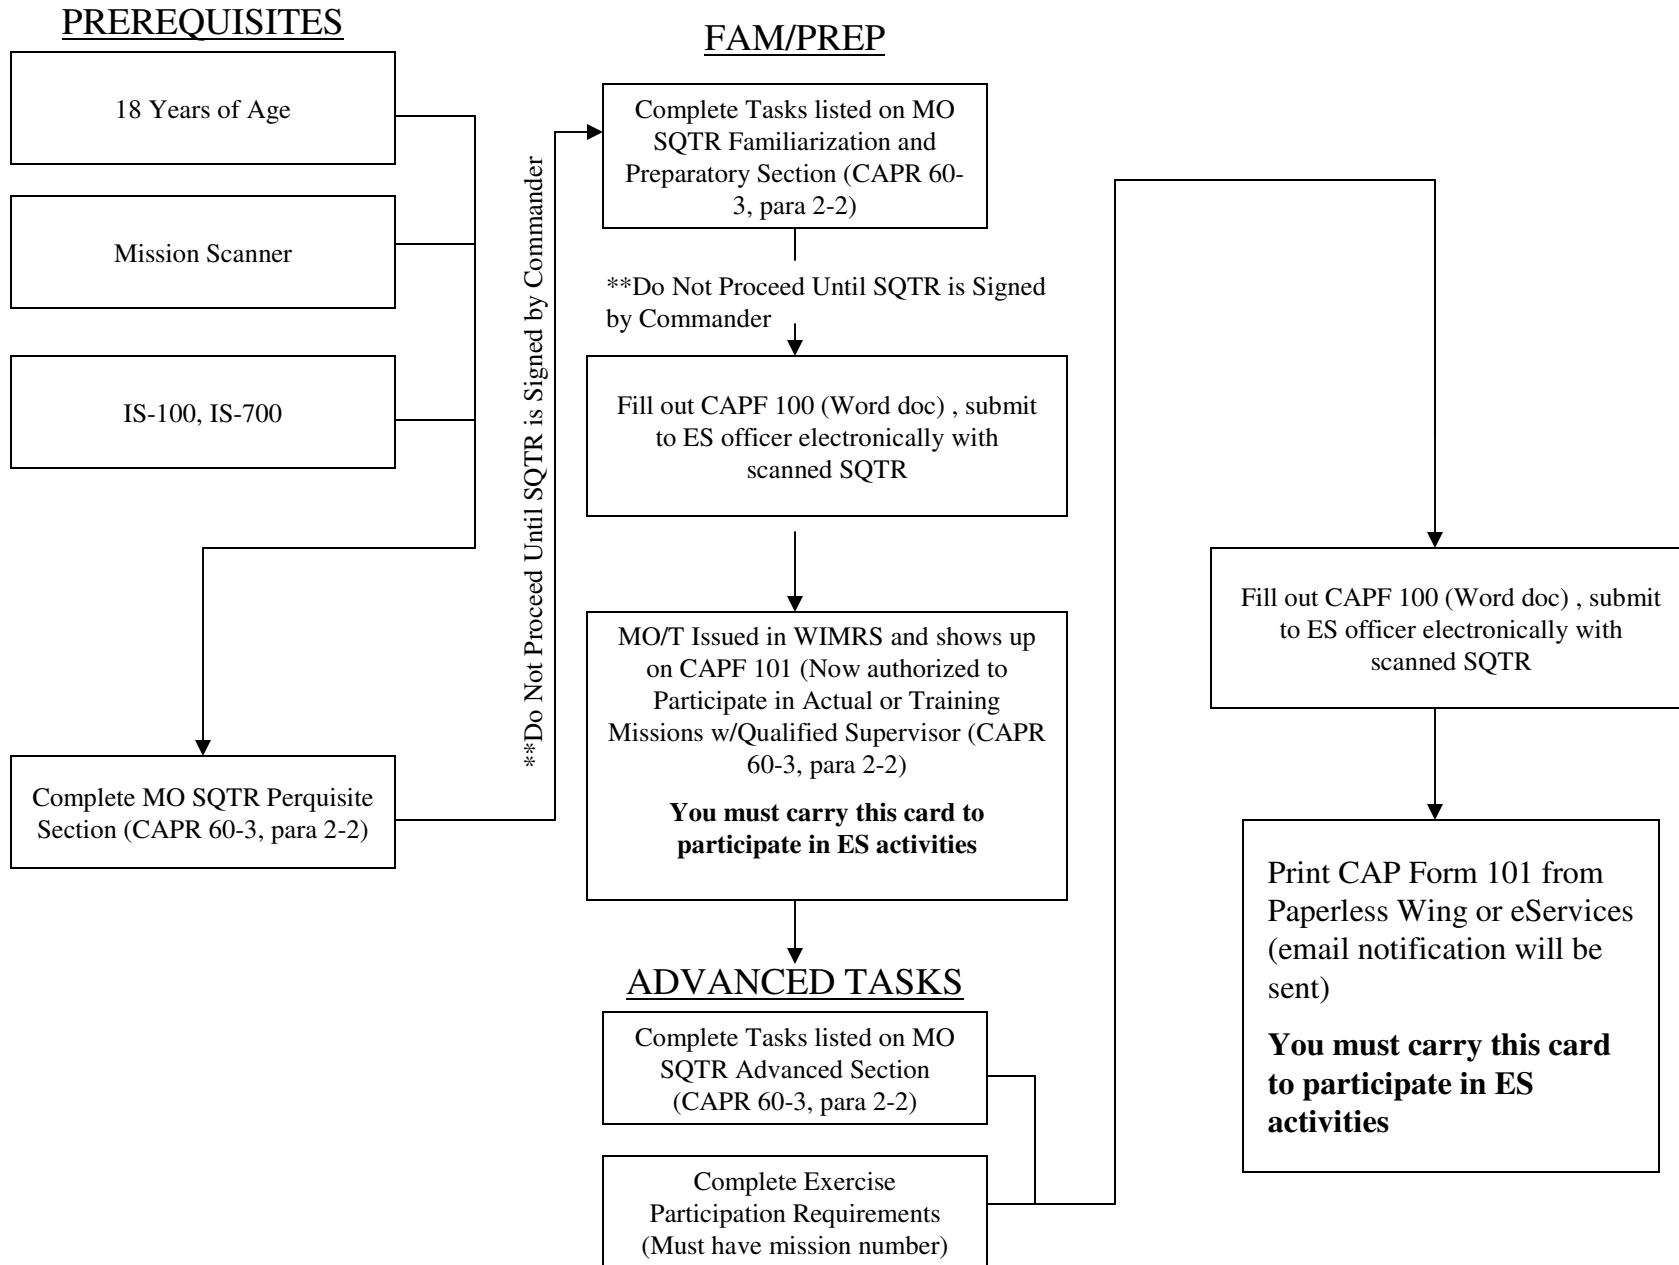 PREREQUISITES
18 Years of Age
Mission Scanner
IS-100, IS-700
Complete MO SQTR Perquisite
Section (CAPR 60-3, para 2-2)
**Do Not Proceed Until SQTR is Signed by Commander
FAM/PREP
Complete Tasks listed on MO
SQTR Familiarization and
Preparatory Section (CAPR 60-
3, para 2-2)
**Do Not Proceed Until SQTR is Signed
by Commander
Fill out CAPF 100 (Word doc) , submit
to ES officer electronically with
scanned SQTR
MO/T Issued in WIMRS and shows up
on CAPF 101 (Now authorized to
Participate in Actual or Training
Missions w/Qualified Supervisor (CAPR
60-3, para 2-2)
You must carry this card to
participate in ES activities
ADVANCED TASKS
Complete Tasks listed on MO
SQTR Advanced Section
(CAPR 60-3, para 2-2)
Complete Exercise
Participation Requirements
(Must have mission number)
Fill out CAPF 100 (Word doc) , submit
to ES officer electronically with
scanned SQTR
Print CAP Form 101 from
Paperless Wing or eServices
(email notification will be
sent)
You must carry this card
to participate in ES
activities